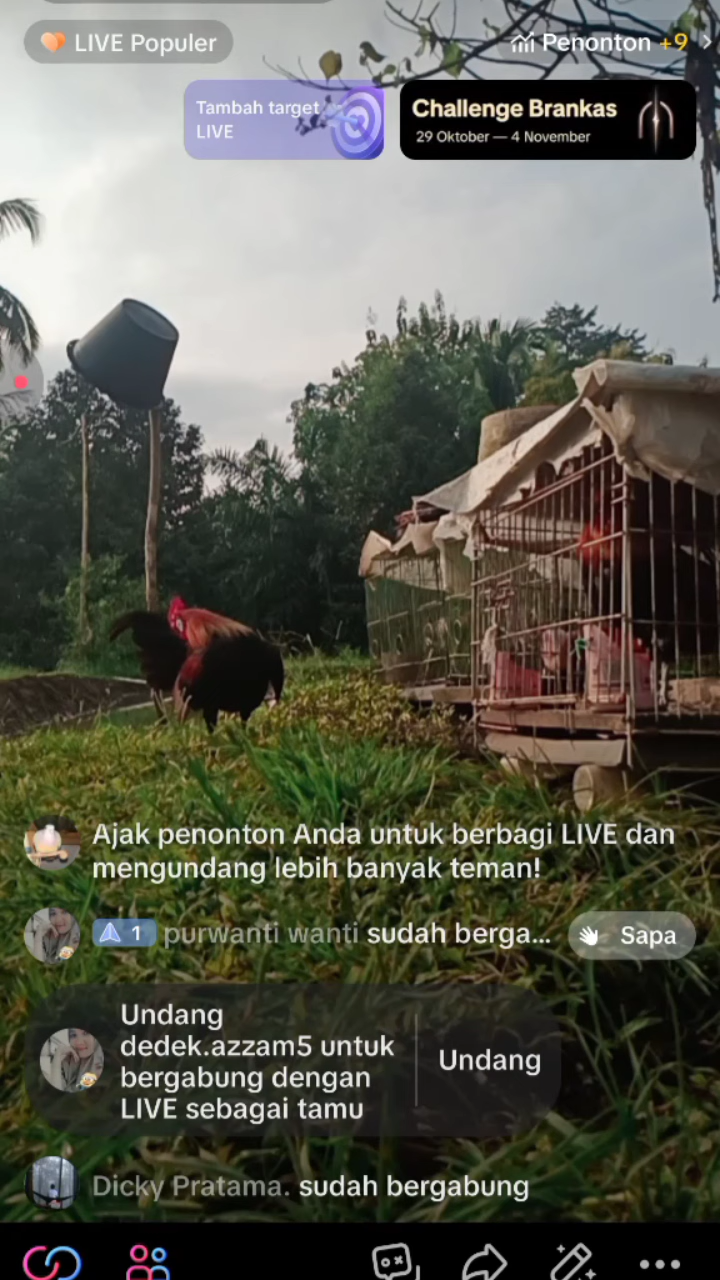 LIVE Populer
Penonton +9
Tambah target
LIVE
Challenge Brankas
29 Oktober — 4 November
Ajak penonton Anda untuk berbagi LIVE dan
mengundang lebih banyak teman!
1 purwanti wanti sudah berga...
Sapa
Undang
dedek.azzam5 untuk
bergabung dengan
LIVE sebagai tamu
Undang
Dicky Pratama. sudah bergabung